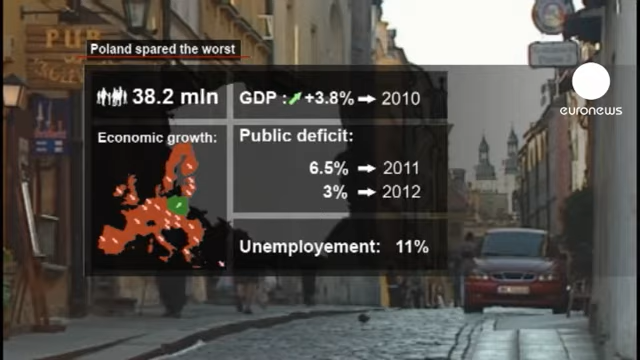 PUB
Poland spared the worst
38.2 mln
GDP : +3.8% 2010
euronews
Economic growth:
Public deficit:
6.5% 2011
3% 2012
Unemployement: 11%